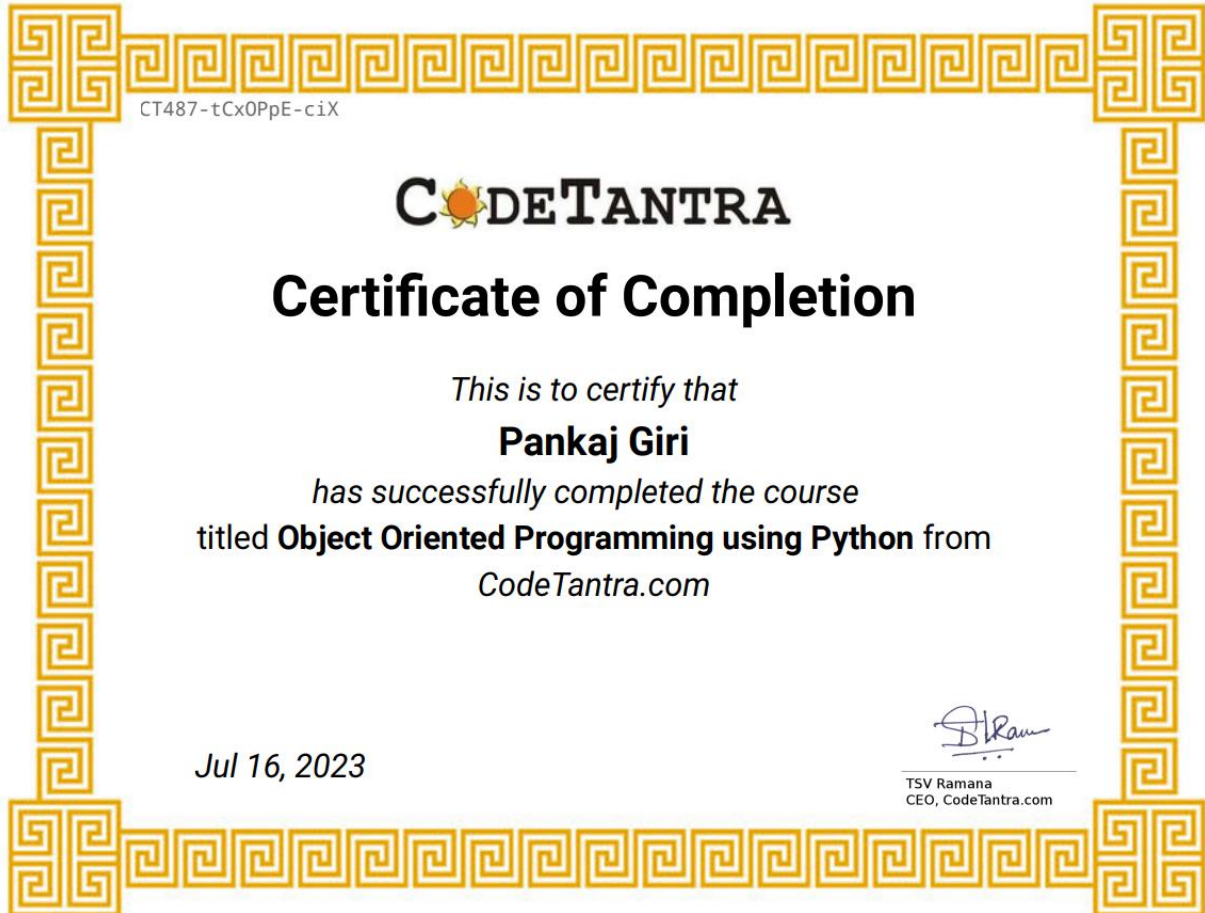 CT487-tCxOPpE-ciX
CODETANTRA
Certificate of Completion
This is to certify that
Pankaj Giri
has successfully completed the course
titled Object Oriented Programming using Python from
CodeTantra.com
Jul 16, 2023
TSV Ramana
CEO, CodeTantra.com